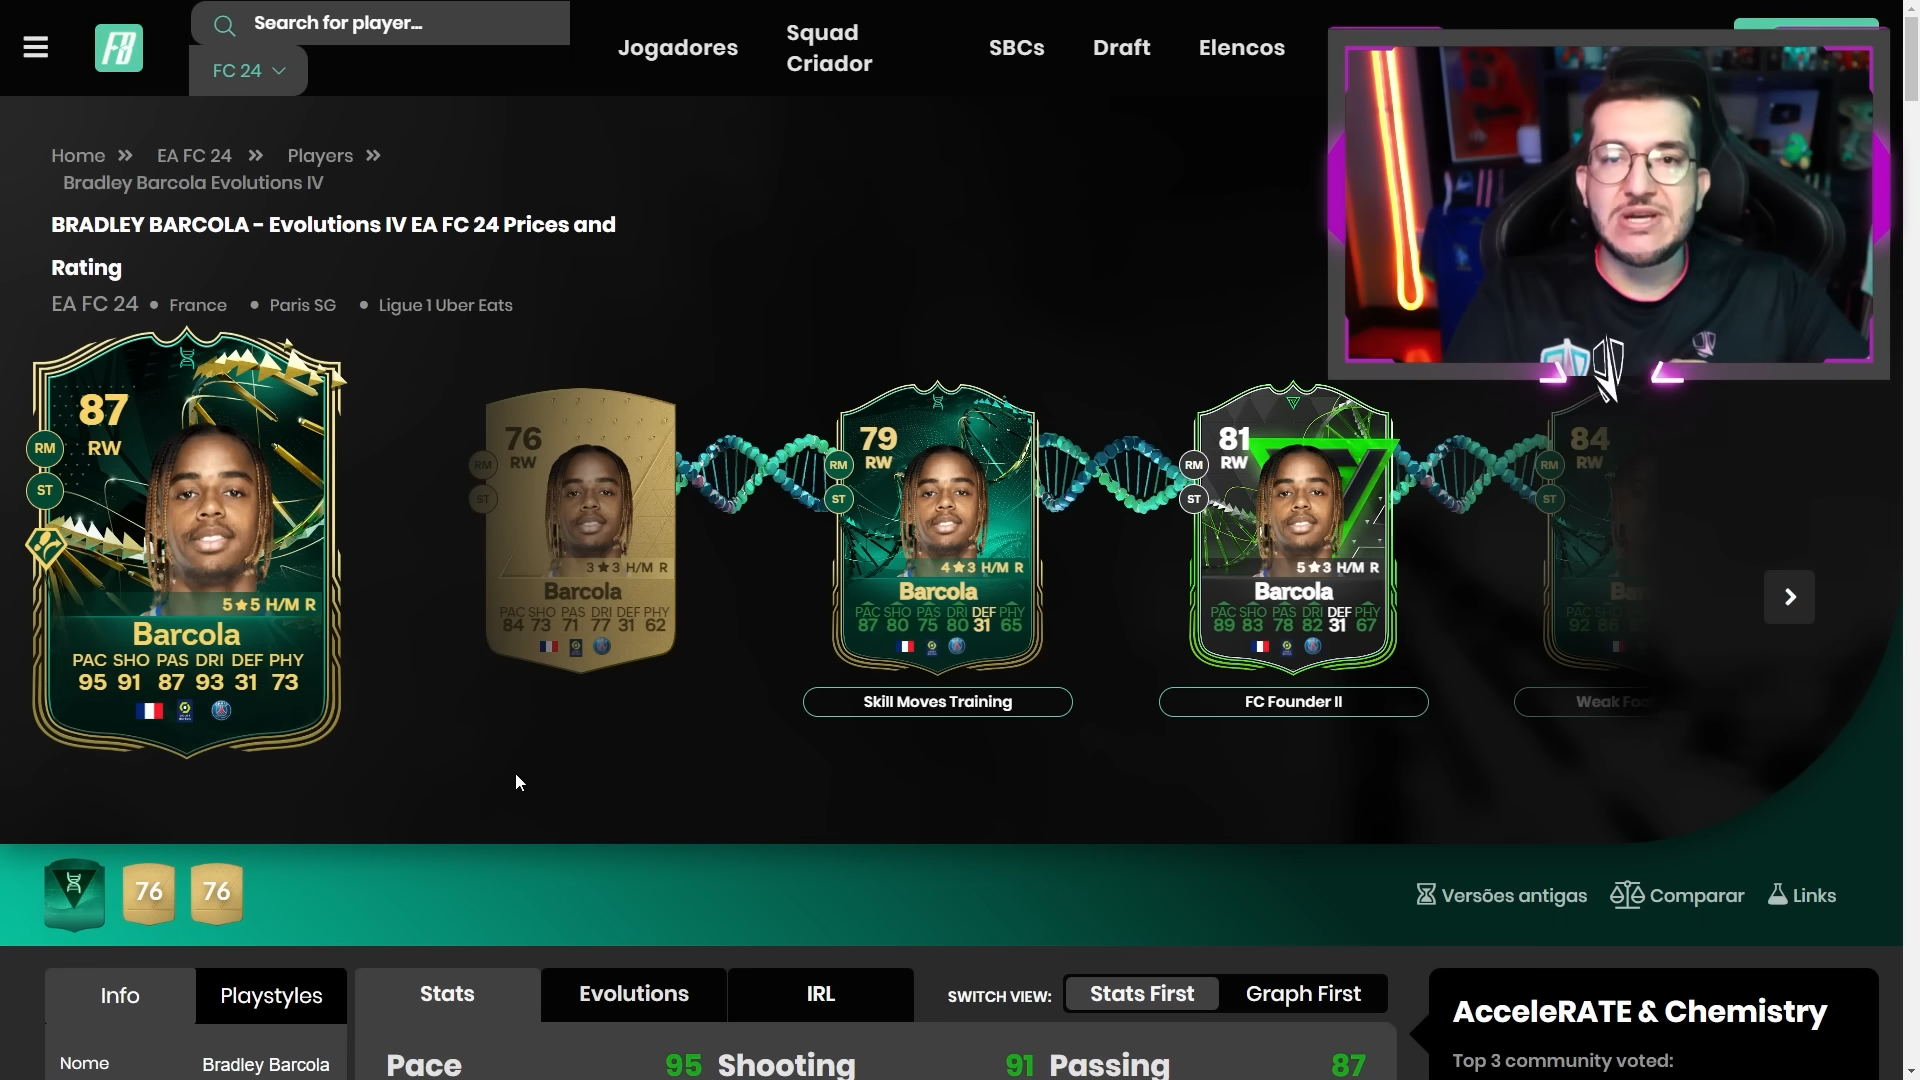 Search for player...
FC 24
Jogadores
Squad
Criador
SBCs
Draft
Elencos
Home » EA FC 24 » Players »
Bradley Barcola Evolutions IV
BRADLEY BARCOLA - Evolutions IV EA FC 24 Prices and
Rating
EA FC 24 • France • Paris SG • Ligue 1 Uber Eats
87
RW
RM
ST
5★5 H/M R
Barcola
PAC SHO PAS DRI DEF PHY
95 91 87 93 31 73
76
RW
RM
ST
3★3 H/M R
Barcola
PAC SHO PAS DRI DEF PHY
84 73 71 77 31 62
79
RW
RM
ST
4★3 H/M R
Barcola
PAC SHO PAS DRI DEF PHY
87 80 75 80 31 65
Skill Moves Training
81
RW
RM
ST
5★3 H/M R
Barcola
PAC SHO PAS DRI DEF PHY
89 83 78 82 31 67
FC Founder II
84
RW
RM
ST
PAC SHO
92
Weak
76
76
Versões antigas
Comparar
Links
Info
Playstyles
Stats
Evolutions
IRL
SWITCH VIEW:
Stats First
Graph First
AcceleRATE & Chemistry
Top 3 community voted:
Nome Bradley Barcola
Pace 95 Shooting 91 Passing 87